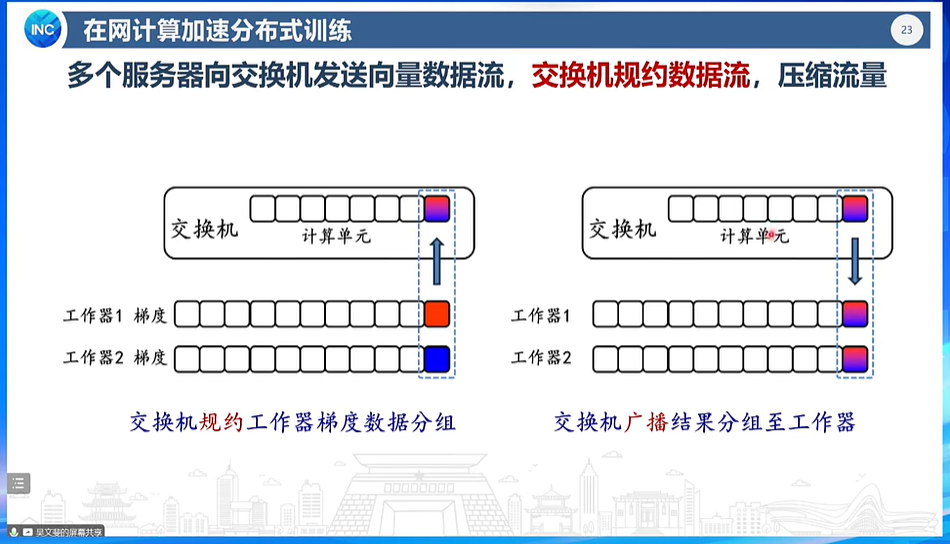 INC
在网计算加速分布式训练
23
多个服务器向交换机发送向量数据流，交换机规约数据流，压缩流量
交换机
计算单元
工作器1 梯度
工作器2 梯度
交换机规约工作器梯度数据分组
交换机
计算单元
工作器1
工作器2
交换机广播结果分组至工作器
吴文斐的屏幕共享